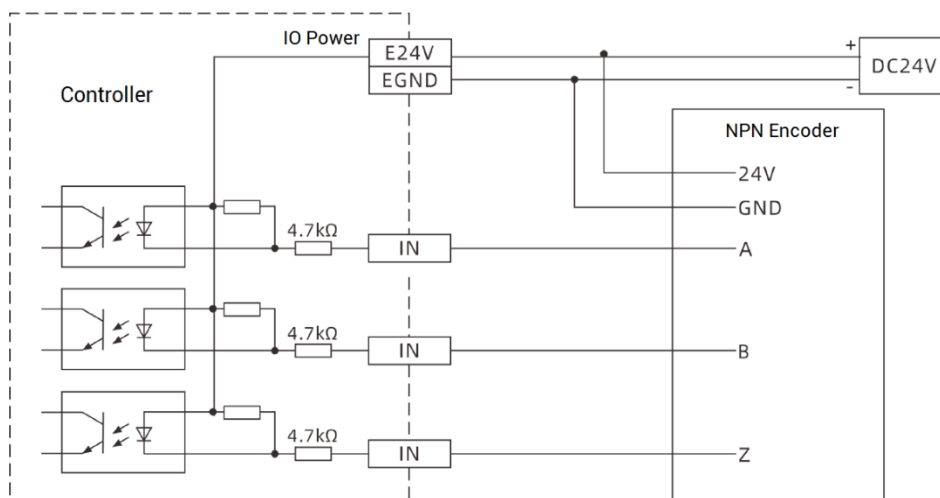 IO Power
E24V
EGND
+
-
DC24V
Controller
NPN Encoder
24V
GND
4.7kΩ
IN
A
4.7kΩ
IN
B
4.7kΩ
IN
Z